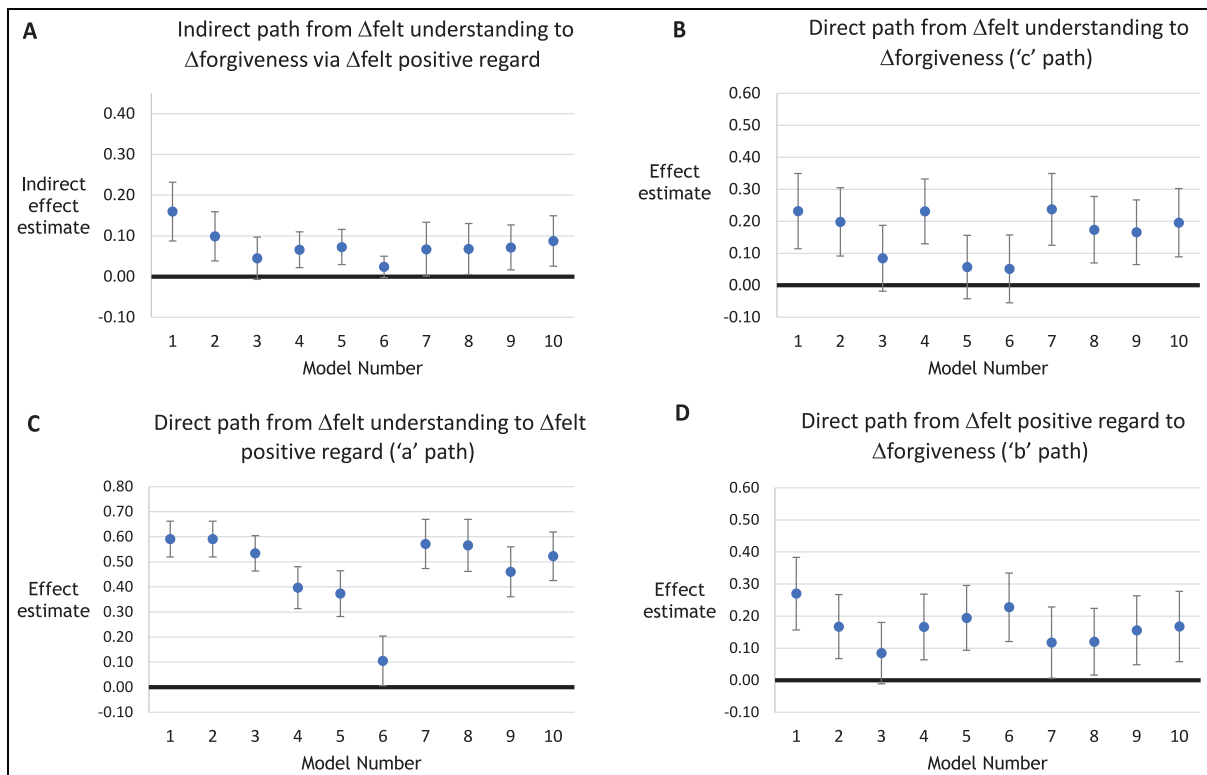 A
Indirect path from Δfelt understanding to
Δforgiveness via Δfelt positive regard
0.40
0.30
0.20
0.10
0.00
-0.10
Indirect
effect
estimate
1 2 3 4 5 6 7 8 9 10
Model Number
B
Direct path from Δfelt understanding to
Δforgiveness (‘c’ path)
0.60
0.50
0.40
0.30
0.20
0.10
0.00
-0.10
Effect
estimate
1 2 3 4 5 6 7 8 9 10
Model Number
C
Direct path from Δfelt understanding to Δfelt
positive regard (‘a’ path)
0.80
0.70
0.60
0.50
0.40
0.30
0.20
0.10
0.00
-0.10
Effect
estimate
1 2 3 4 5 6 7 8 9 10
Model Number
D
Direct path from Δfelt positive regard to
Δforgiveness (‘b’ path)
0.60
0.50
0.40
0.30
0.20
0.10
0.00
-0.10
Effect
estimate
1 2 3 4 5 6 7 8 9 10
Model Number